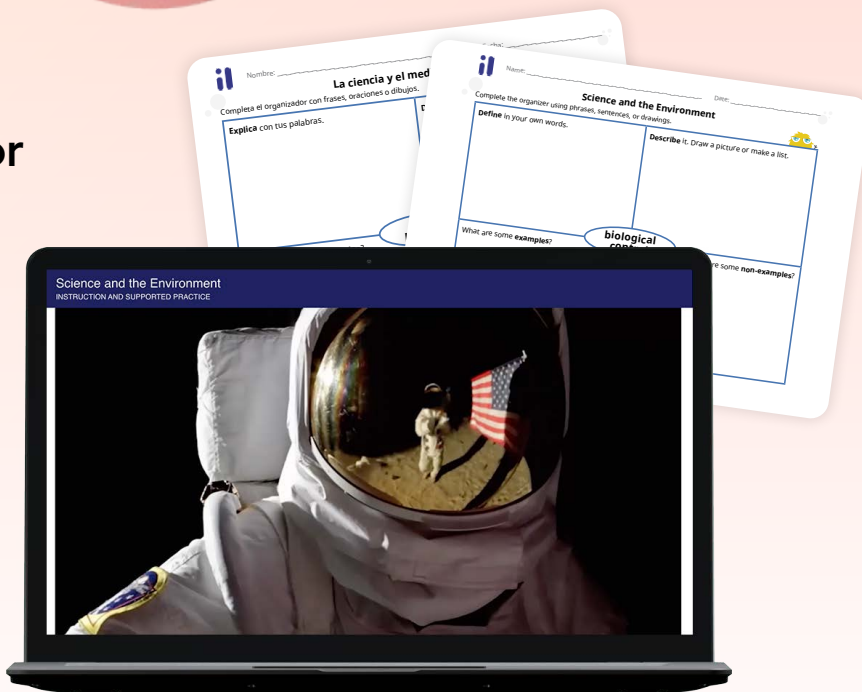 or
il
Nombre:
La ciencia y el med
Completa el organizador con frases, oraciones o dibujos.
Explica con tus palabras.
il
Name:
Date:
Science and the Environment
Complete the organizer using phrases, sentences, or drawings.
Define in your own words.
Describe it. Draw a picture or make a list.
What are some examples?
biological
re some non-examples?
Science and the Environment
INSTRUCTION AND SUPPORTED PRACTICE